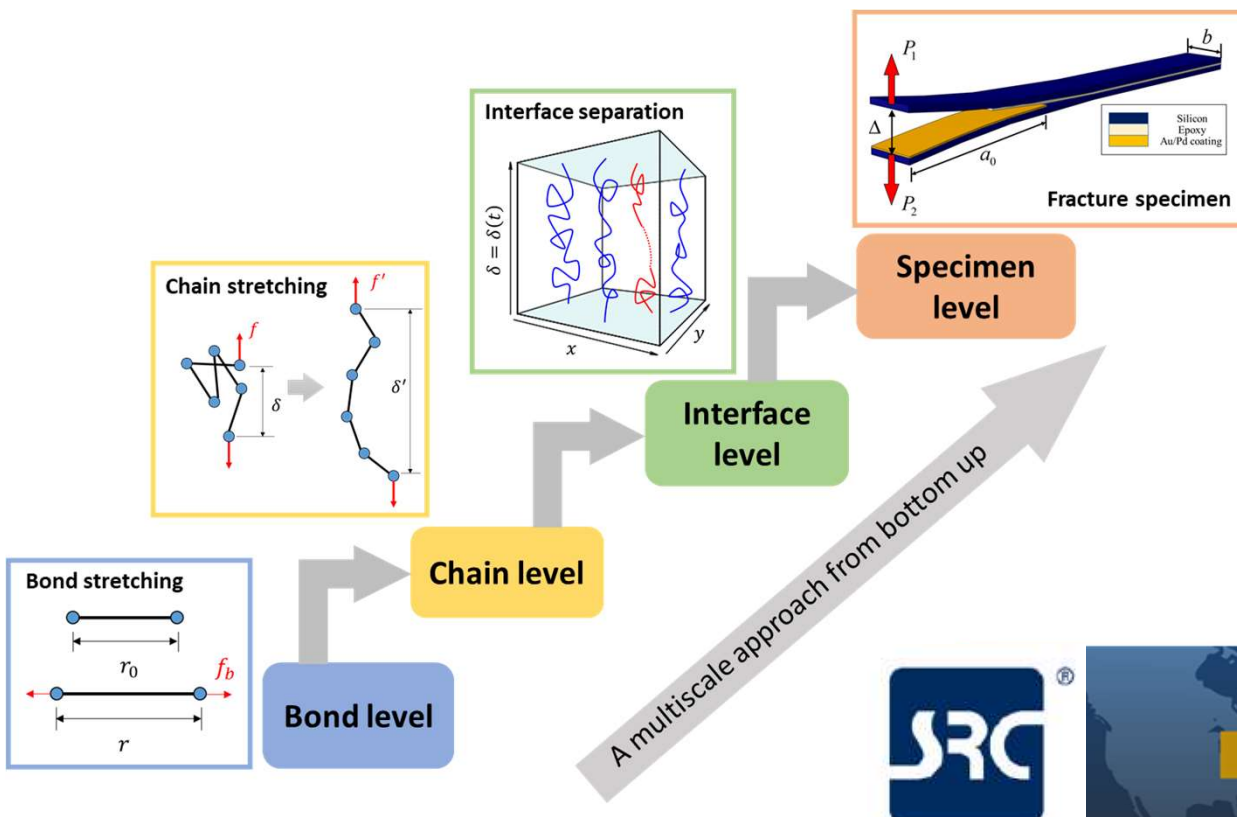 P₁
b
Δ
a₀
P₂
Silicon
Epoxy
Au/Pd coating
Fracture specimen
Interface separation
δ = δ(t)
x
y
Specimen
level
Chain stretching
f
f′
δ
δ′
Interface
level
Chain level
Bond stretching
r₀
f_b
r
Bond level
A multiscale approach from bottom up
SRC
®